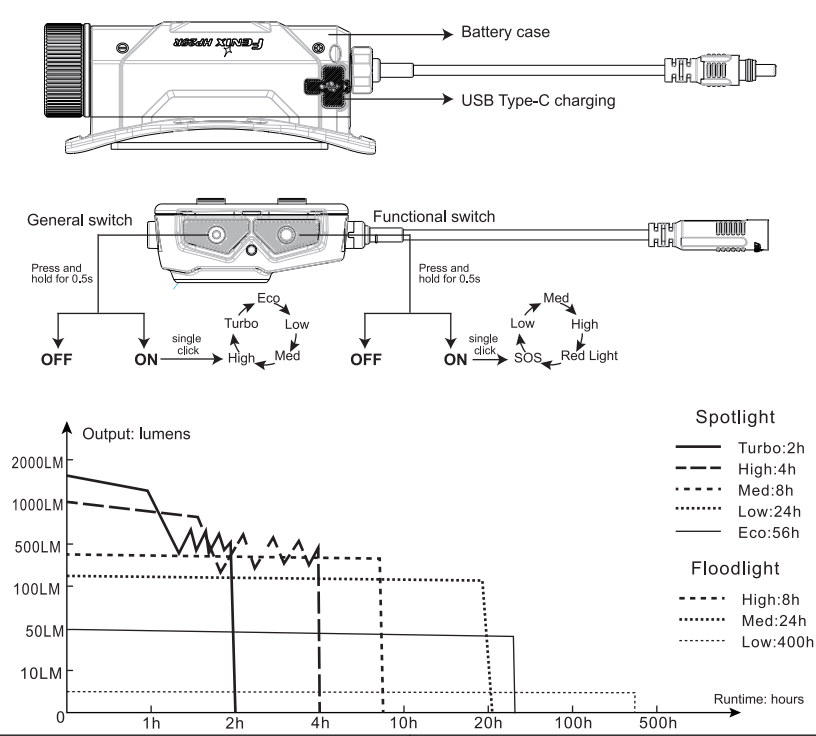 FENIX HP25R
Battery case
USB Type-C charging
General switch
Functional switch
Press and
hold for 0.5s
Press and
hold for 0.5s
OFF
ON
single
click
Eco
Low
Med
High
Turbo
OFF
ON
single
click
Med
High
Red Light
SOS
Low
Output: lumens
2000LM
1000LM
500LM
100LM
50LM
10LM
0
1h
2h
4h
10h
20h
100h
500h
Runtime: hours
Spotlight
Turbo:2h
High:4h
Med:8h
Low:24h
Eco:56h
Floodlight
High:8h
Med:24h
Low:400h